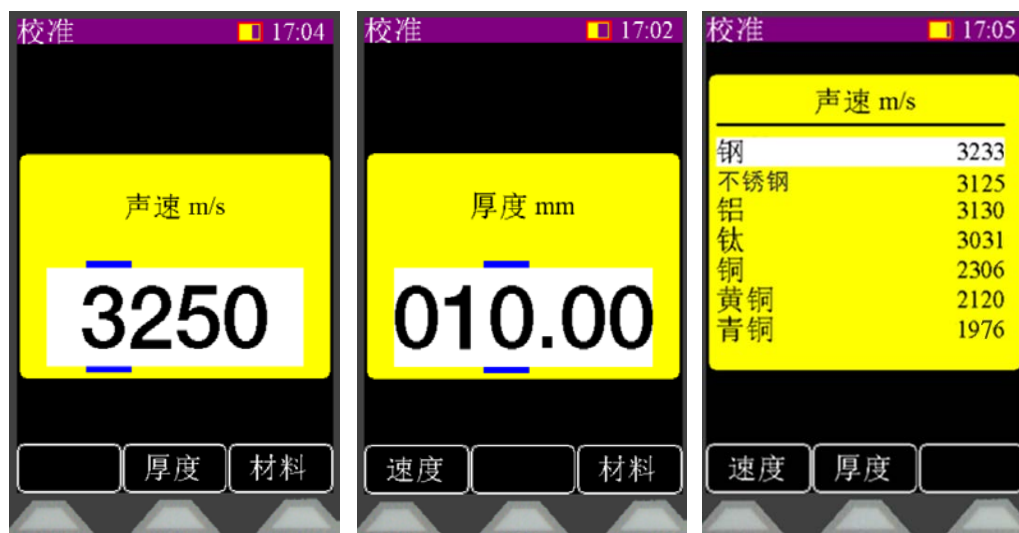 校准 17:04
声速 m/s
3250
厚度 材料
校准 17:02
厚度 mm
010.00
速度 材料
校准 17:05
声速 m/s
钢 3233
不锈钢 3125
铝 3130
钛 3031
铜 2306
黄铜 2120
青铜 1976
速度 厚度